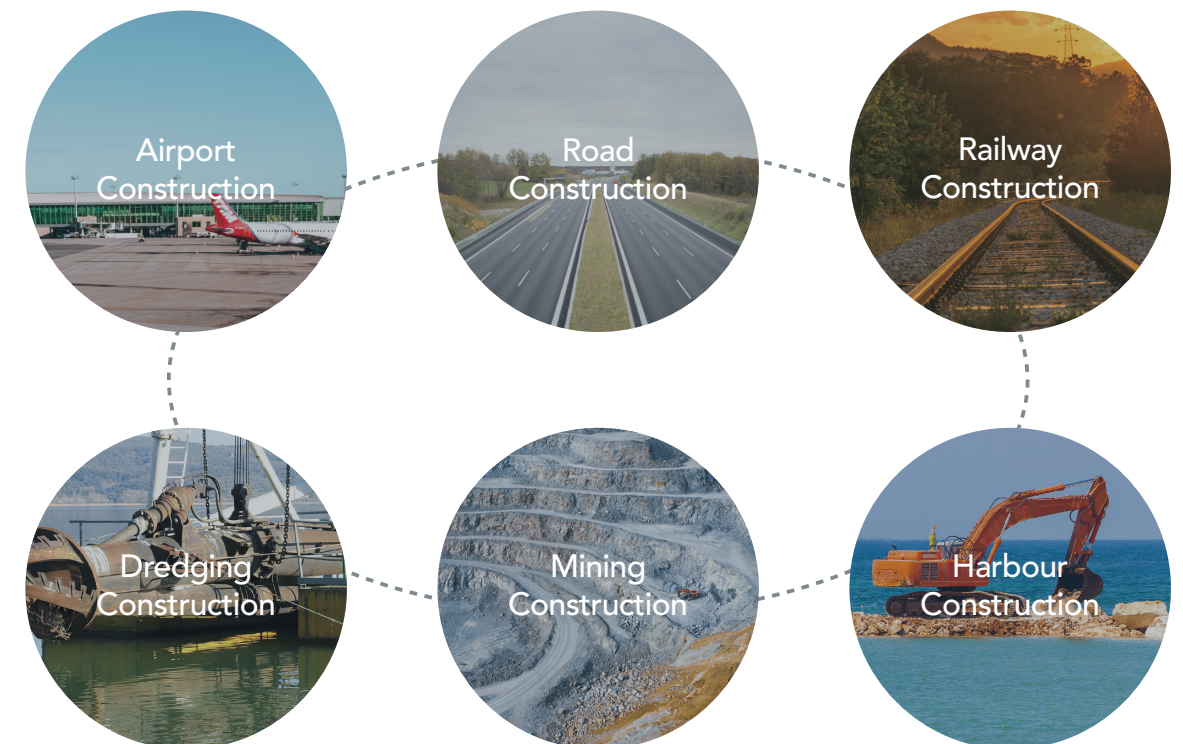 Airport
Construction
Road
Construction
Railway
Construction
Dredging
Construction
Mining
Construction
Harbour
Construction